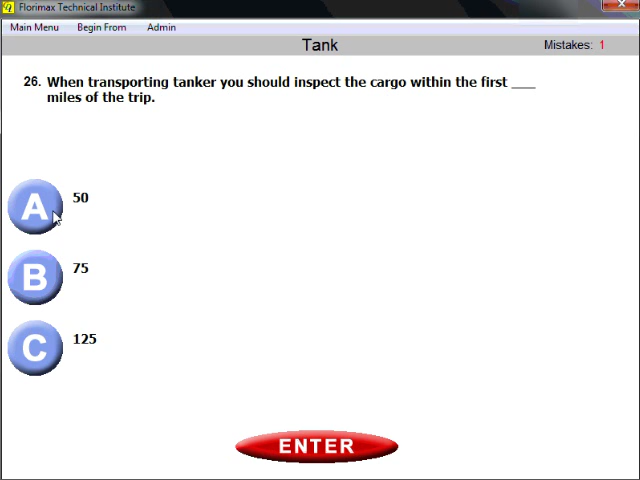 Florimax Technical Institute
Main Menu Begin From Admin
Tank Mistakes: 1
26. When transporting tanker you should inspect the cargo within the first ___
miles of the trip.
A 50
B 75
C 125
ENTER